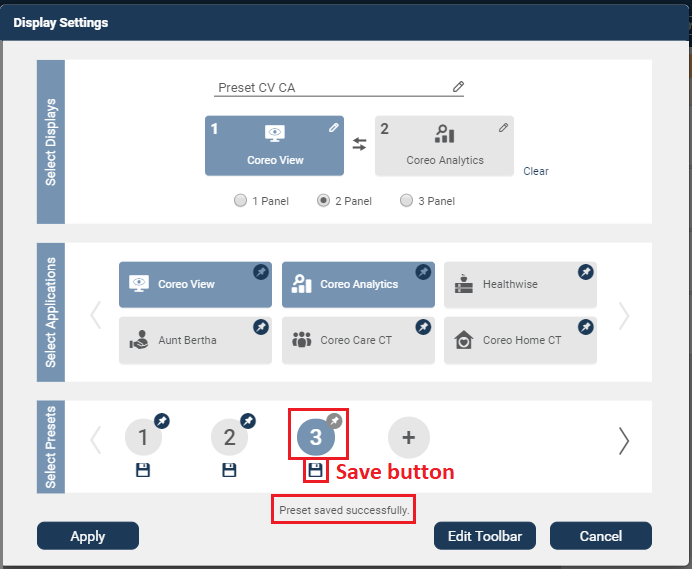 Display Settings
Select Displays
Preset CV CA
1
Coreo View
2
Coreo Analytics
Clear
1 Panel
2 Panel
3 Panel
Select Applications
Coreo View
Coreo Analytics
Healthwise
Aunt Bertha
Coreo Care CT
Coreo Home CT
Select Presets
1
2
3
+
Save button
Preset saved successfully.
Apply
Edit Toolbar
Cancel